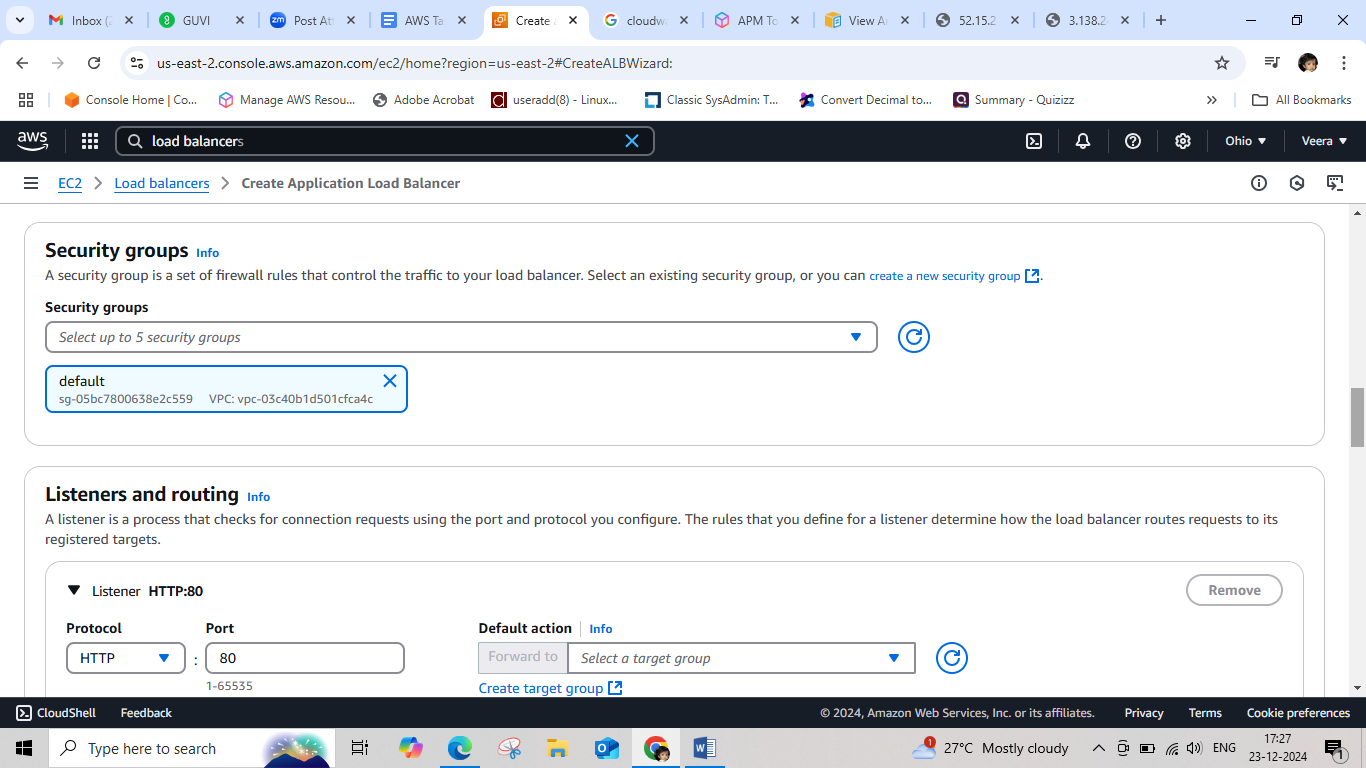 Inbox (
GUVI
zm
Post At
AWS Ta
Create
cloudw
APM To
View A
52.15.2
3.138.2
us-east-2.console.aws.amazon.com/ec2/home?region=us-east-2#CreateALBWizard:
Console Home | Co...
Manage AWS Resou...
Adobe Acrobat
useradd(8) - Linux...
Classic SysAdmin: T...
Convert Decimal to...
Summary - Quizizz
All Bookmarks
aws
load balancers
Ohio
Veera
EC2
Load balancers
Create Application Load Balancer
Security groups Info
A security group is a set of firewall rules that control the traffic to your load balancer. Select an existing security group, or you can create a new security group.
Security groups
Select up to 5 security groups
default
sg-05bc7800638e2c559 VPC: vpc-03c40b1d501cfca4c
Listeners and routing Info
A listener is a process that checks for connection requests using the port and protocol you configure. The rules that you define for a listener determine how the load balancer routes requests to its
registered targets.
Listener HTTP:80
Remove
Protocol
Port
Default action Info
HTTP
:
80
Forward to
Select a target group
1-65535
Create target group
CloudShell
Feedback
© 2024, Amazon Web Services, Inc. or its affiliates.
Privacy
Terms
Cookie preferences
Type here to search
1
27°C Mostly cloudy
ENG
17:27
23-12-2024
1